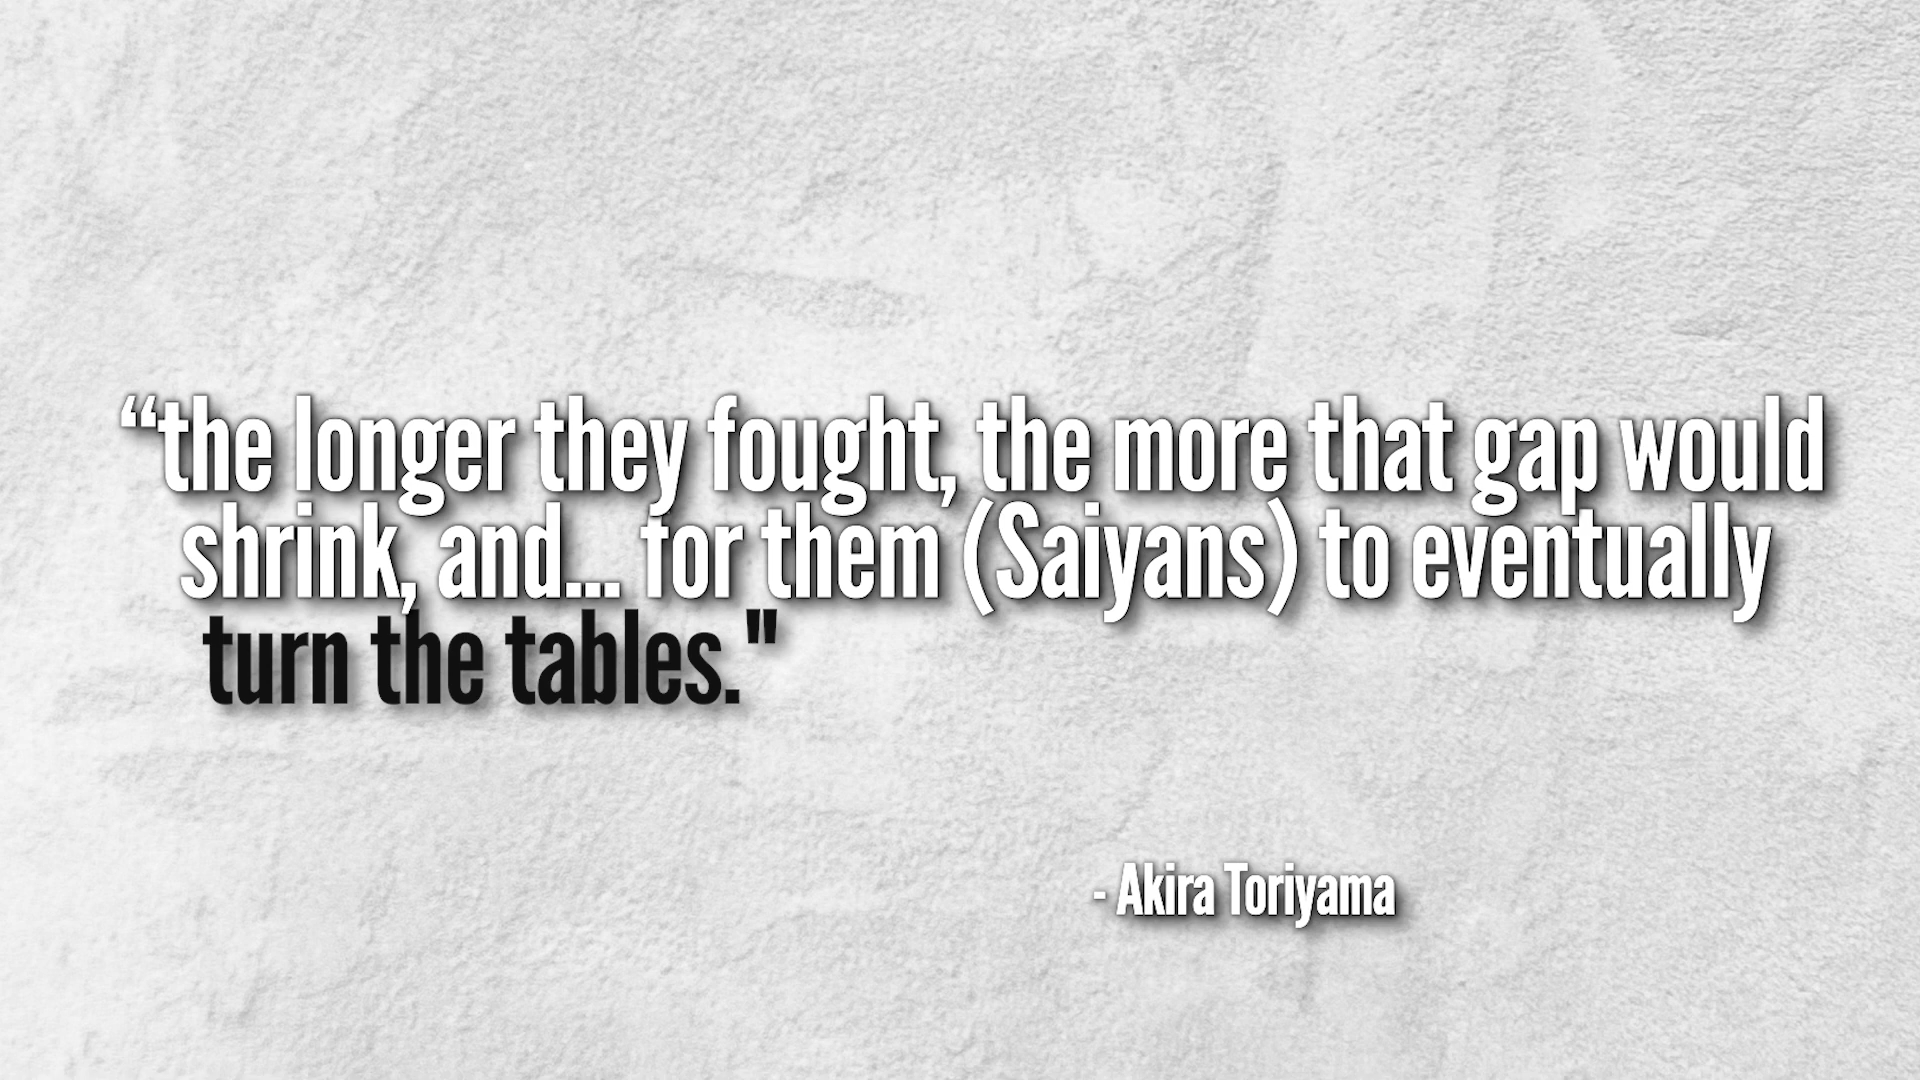 “the longer they fought, the more that gap would
shrink, and... for them (Saiyans) to eventually
turn the tables."
- Akira Toriyama